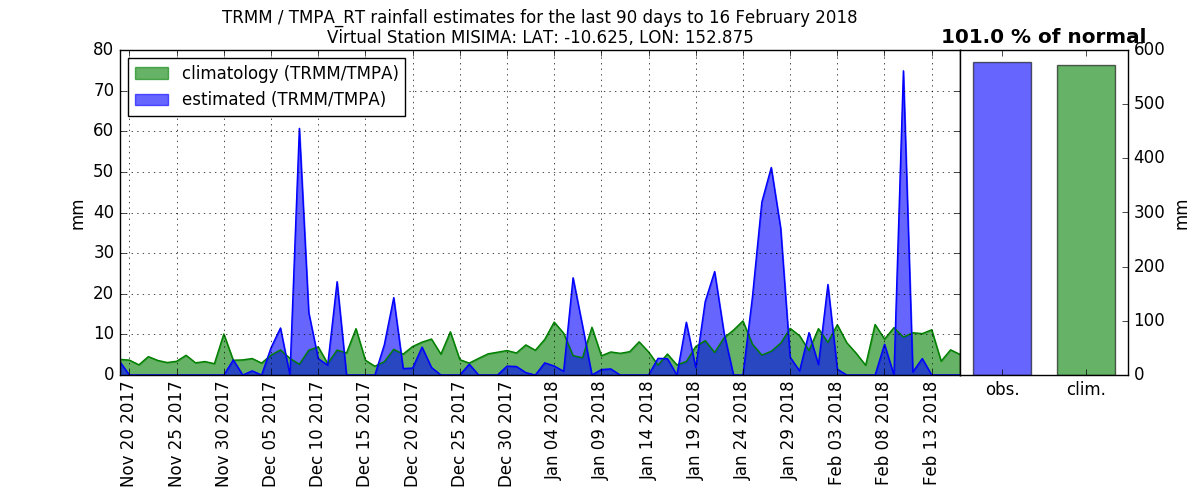 TRMM / TMPA_RT rainfall estimates for the last 90 days to 16 February 2018
Virtual Station MISIMA: LAT: -10.625, LON: 152.875
101.0 % of normal
climatology (TRMM/TMPA)
estimated (TRMM/TMPA)
80
70
60
50
40
30
20
10
0
mm
Nov 20 2017
Nov 25 2017
Nov 30 2017
Dec 05 2017
Dec 10 2017
Dec 15 2017
Dec 20 2017
Dec 25 2017
Dec 30 2017
Jan 04 2018
Jan 09 2018
Jan 14 2018
Jan 19 2018
Jan 24 2018
Jan 29 2018
Feb 03 2018
Feb 08 2018
Feb 13 2018
600
500
400
300
200
100
0
mm
obs.
clim.